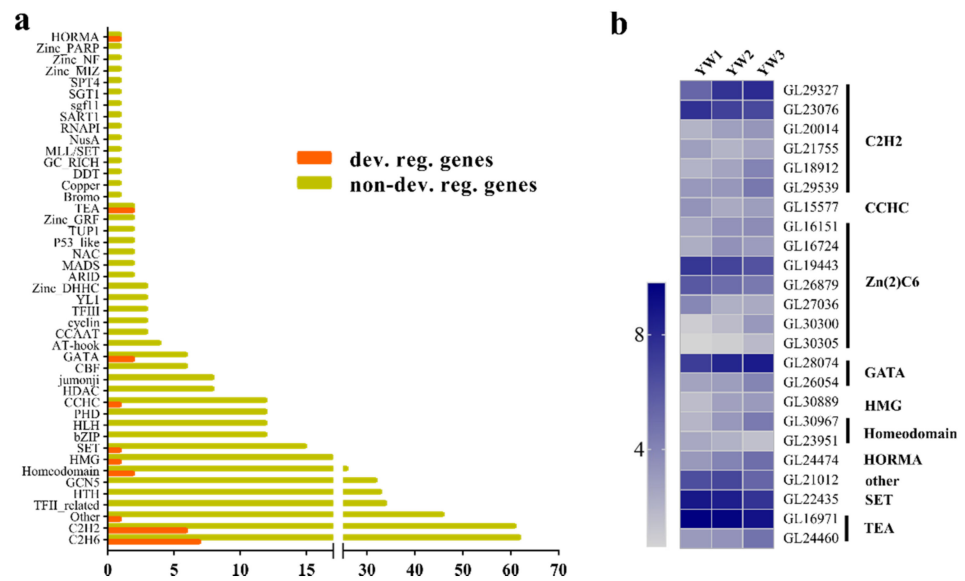 a
HORMA
Zinc_PARP
Zinc_NF
Zinc_MIZ
SPT4
SGT1
sgf11
SART1
RNAPI
NusA
MLL/SET
GC_RICH
DDT
Copper
Bromo
TEA
Zinc_GRF
TUP1
P53_like
NAC
MADS
ARID
Zinc_DHHC
YL1
TFIII
cyclin
CCAAT
AT-hook
GATA
CBF
jumonji
HDAC
CCHC
PHD
HLH
bZIP
SET
HMG
Homeodomain
GCN5
HTH
TFII_related
Other
C2H2
C2H6
0 5 10 15 30 40 50 60 70
dev. reg. genes
non-dev. reg. genes
b
YW1 YW2 YW3
GL29327
GL23076
GL20014
GL21755
GL18912
GL29539
GL15577
GL16151
GL16724
GL19443
GL26879
GL27036
GL30300
GL30305
GL28074
GL26054
GL30889
GL30967
GL23951
GL24474
GL21012
GL22435
GL16971
GL24460
C2H2
CCHC
Zn(2)C6
GATA
HMG
Homeodomain
HORMA
other
SET
TEA
8
4